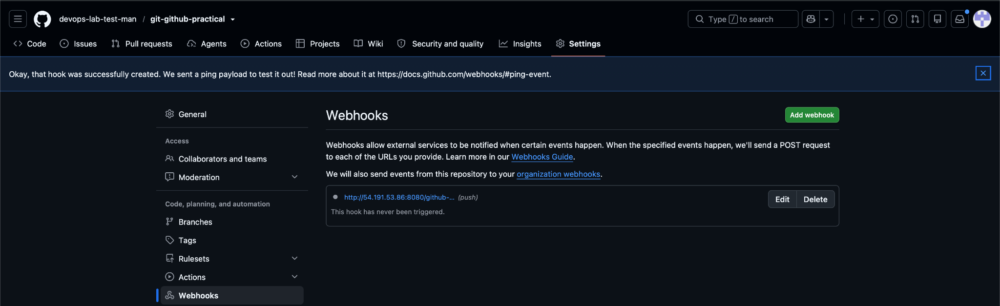 devops-lab-test-man / git-github-practical
Type / to search
Code Issues Pull requests Agents Actions Projects Wiki Security and quality Insights Settings
Okay, that hook was successfully created. We sent a ping payload to test it out! Read more about it at https://docs.github.com/webhooks/#ping-event.
General
Access
Collaborators and teams
Moderation
Code, planning, and automation
Branches
Tags
Rulesets
Actions
Webhooks
Webhooks
Add webhook
Webhooks allow external services to be notified when certain events happen. When the specified events happen, we'll send a POST request
to each of the URLs you provide. Learn more in our Webhooks Guide.
We will also send events from this repository to your organization webhooks.
http://54.191.53.86:8080/github-... (push)
Edit Delete
This hook has never been triggered.